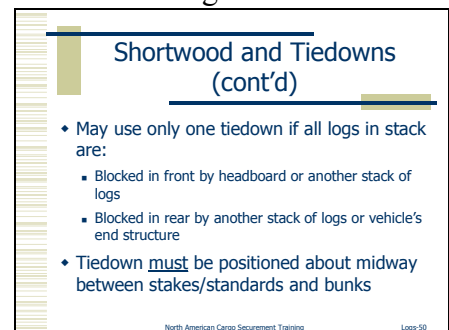 Shortwood and Tiedowns
(cont'd)
◆ May use only one tiedown if all logs in stack
are:
■ Blocked in front by headboard or another stack of
logs
■ Blocked in rear by another stack of logs or vehicle's
end structure
◆ Tiedown must be positioned about midway
between stakes/standards and bunks
North American Cargo Securement Training Logs-50